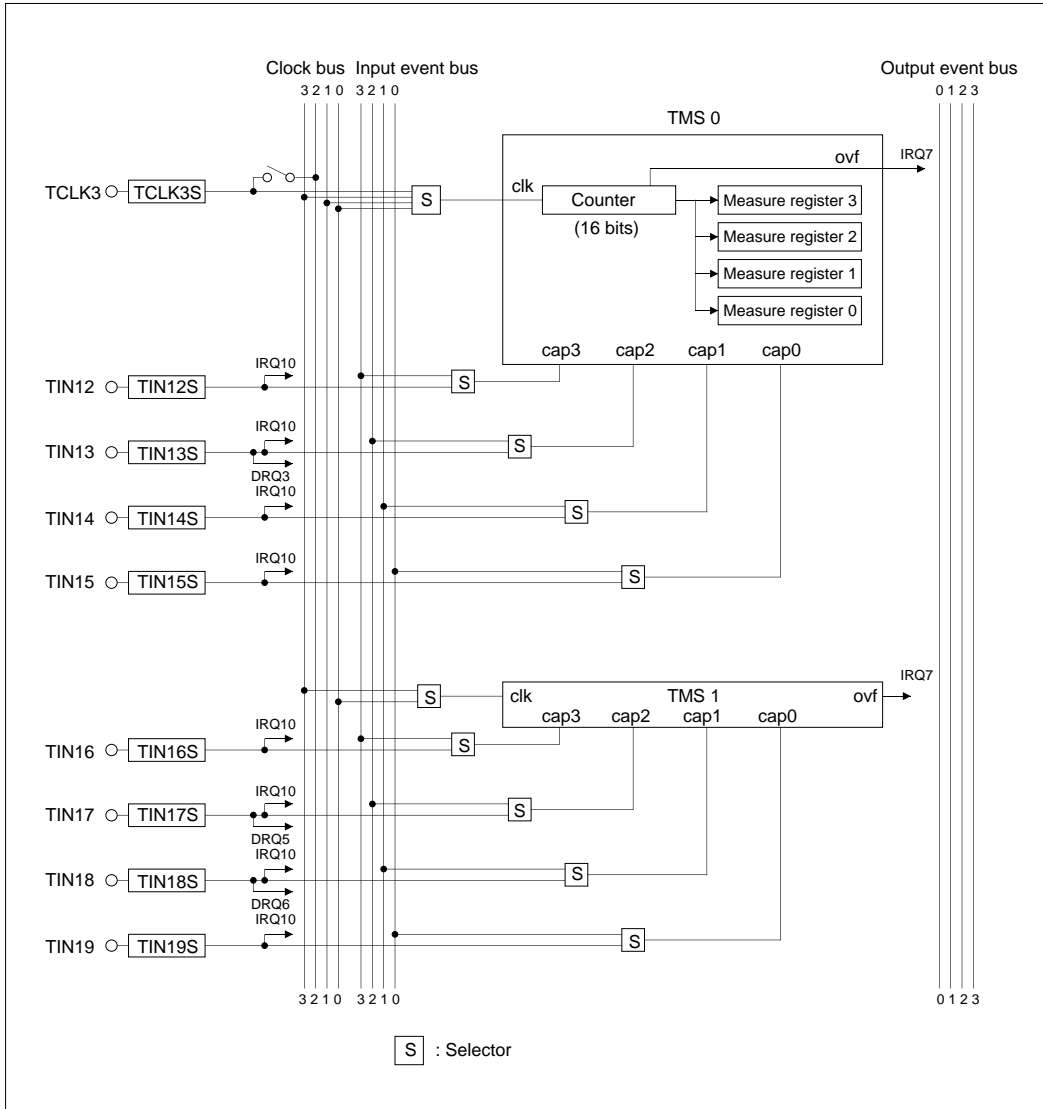 Clock bus Input event bus Output event bus
3 2 1 0 3 2 1 0 0 1 2 3
TMS 0
ovf IRQ7
TCLK3 TCLK3S S clk Counter Measure register 3
(16 bits) Measure register 2
Measure register 1
Measure register 0
cap3 cap2 cap1 cap0
IRQ10
TIN12 TIN12S S
IRQ10
TIN13 TIN13S S
DRQ3
IRQ10
TIN14 TIN14S S
IRQ10
TIN15 TIN15S S
IRQ7
S clk TMS 1 ovf
cap3 cap2 cap1 cap0
IRQ10
TIN16 TIN16S S
IRQ10
TIN17 TIN17S S
DRQ5
IRQ10
TIN18 TIN18S S
DRQ6
IRQ10
TIN19 TIN19S S
3 2 1 0 3 2 1 0 0 1 2 3
S : Selector